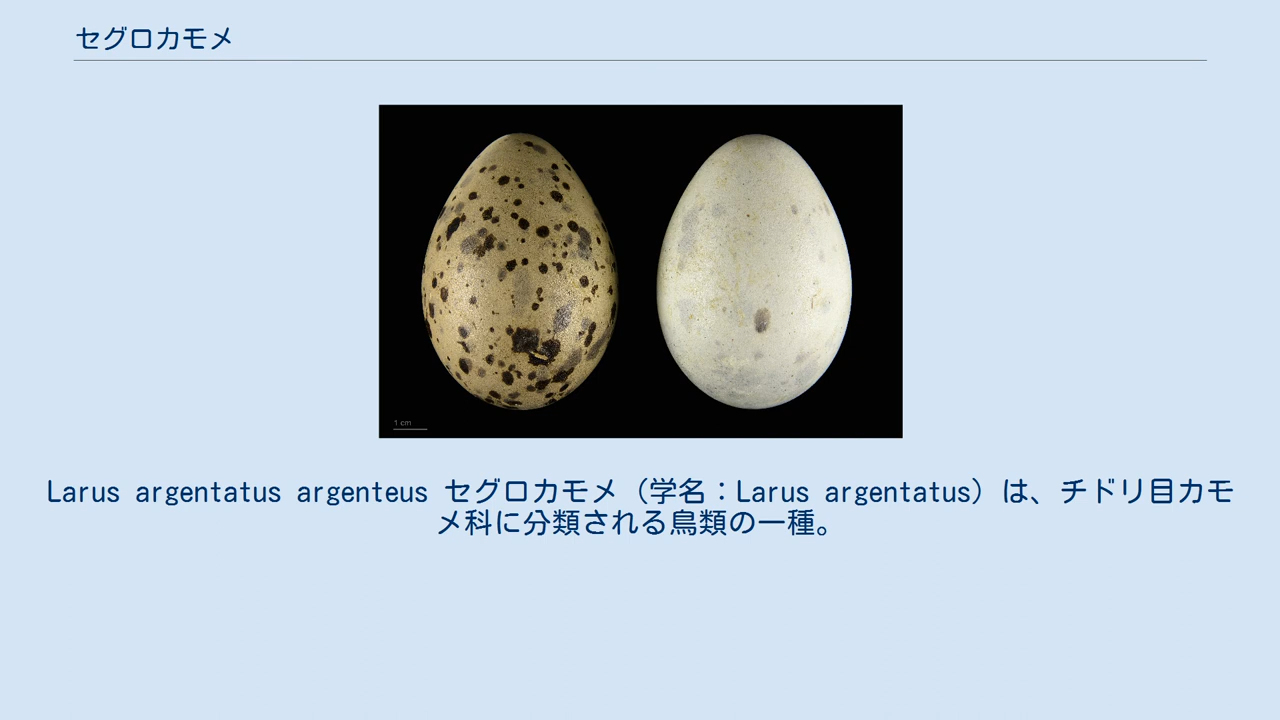 セグロカモメ
1 cm
Larus argentatus argenteus セグロカモメ（学名：Larus argentatus）は、チドリ目カモ
メ科に分類される鳥類の一種。